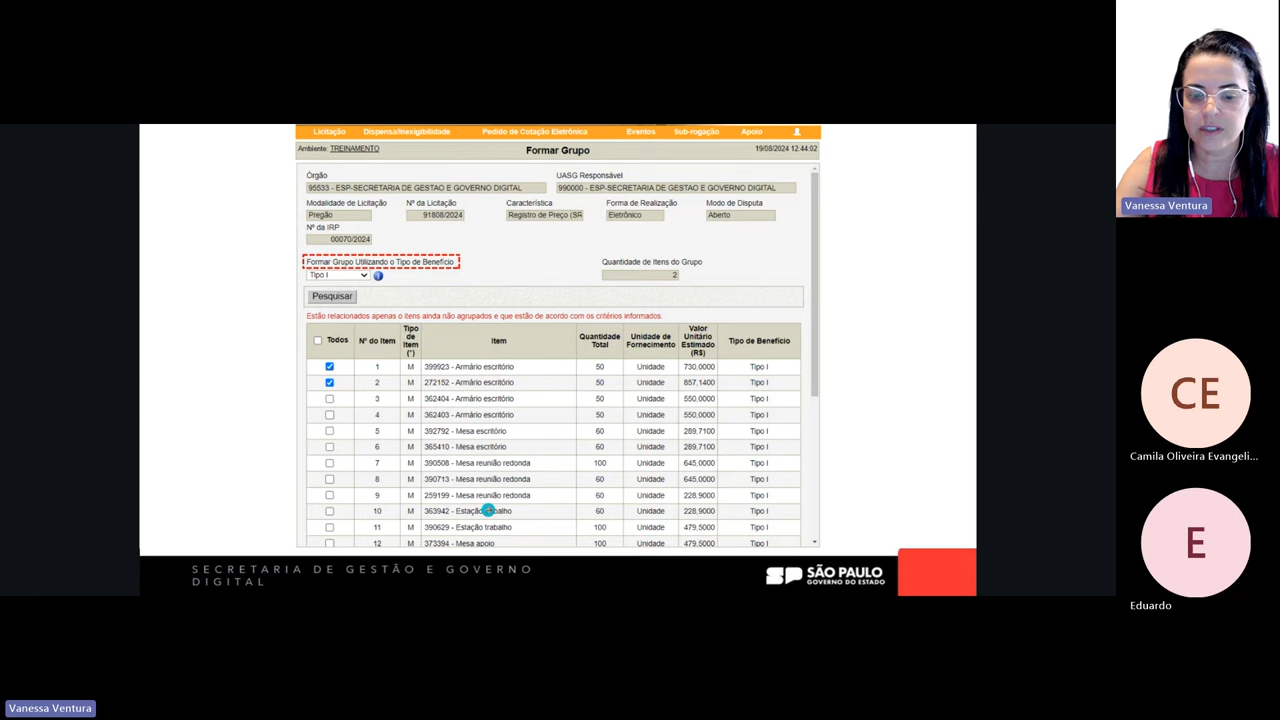 Licitação Dispensa/Inexigibilidade Pedido de Cotação Eletrônica Eventos Sub-rogação Apoio
Ambiente: TREINAMENTO Formar Grupo 19/08/2024 12:44:02
Órgão UASG Responsável
95533 - ESP-SECRETARIA DE GESTAO E GOVERNO DIGITAL 990000 - ESP-SECRETARIA DE GESTAO E GOVERNO DIGITAL
Modalidade de Licitação Nº da Licitação Característica Forma de Realização Modo de Disputa
Pregão 91808/2024 Registro de Preço (SR Eletrônico Aberto
Nº da IRP
00070/2024
Formar Grupo Utilizando o Tipo de Benefício Quantidade de Itens do Grupo
Tipo I 2
Pesquisar
Estão relacionados apenas o itens ainda não agrupados e que estão de acordo com os critérios informados.
Todos Nº do Item Tipo de Item (*) Item Quantidade Total Unidade de Fornecimento Valor Unitário Estimado (R$) Tipo de Benefício
1 M 399923 - Armário escritório 50 Unidade 730,0000 Tipo I
2 M 272152 - Armário escritório 50 Unidade 857,1400 Tipo I
3 M 362404 - Armário escritório 50 Unidade 550,0000 Tipo I
4 M 362403 - Armário escritório 50 Unidade 550,0000 Tipo I
5 M 392792 - Mesa escritório 60 Unidade 289,7100 Tipo I
6 M 365410 - Mesa escritório 60 Unidade 289,7100 Tipo I
7 M 390508 - Mesa reunião redonda 100 Unidade 645,0000 Tipo I
8 M 390713 - Mesa reunião redonda 60 Unidade 645,0000 Tipo I
9 M 259199 - Mesa reunião redonda 60 Unidade 228,9000 Tipo I
10 M 363942 - Estação trabalho 60 Unidade 228,9000 Tipo I
11 M 390629 - Estação trabalho 100 Unidade 479,5000 Tipo I
12 M 373394 - Mesa apoio 100 Unidade 479,5000 Tipo I
SECRETARIA DE GESTÃO E GOVERNO
DIGITAL
SP SÃO PAULO
GOVERNO DO ESTADO
Vanessa Ventura
CE
Camila Oliveira Evangeli...
E
Eduardo
Vanessa Ventura